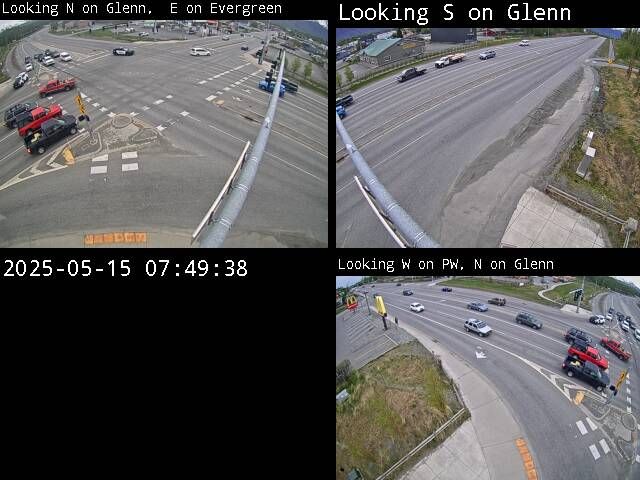 Looking N on Glenn,  E on Evergreen
Looking S on Glenn
2025-05-15 07:49:38
Looking W on PW, N on Glenn